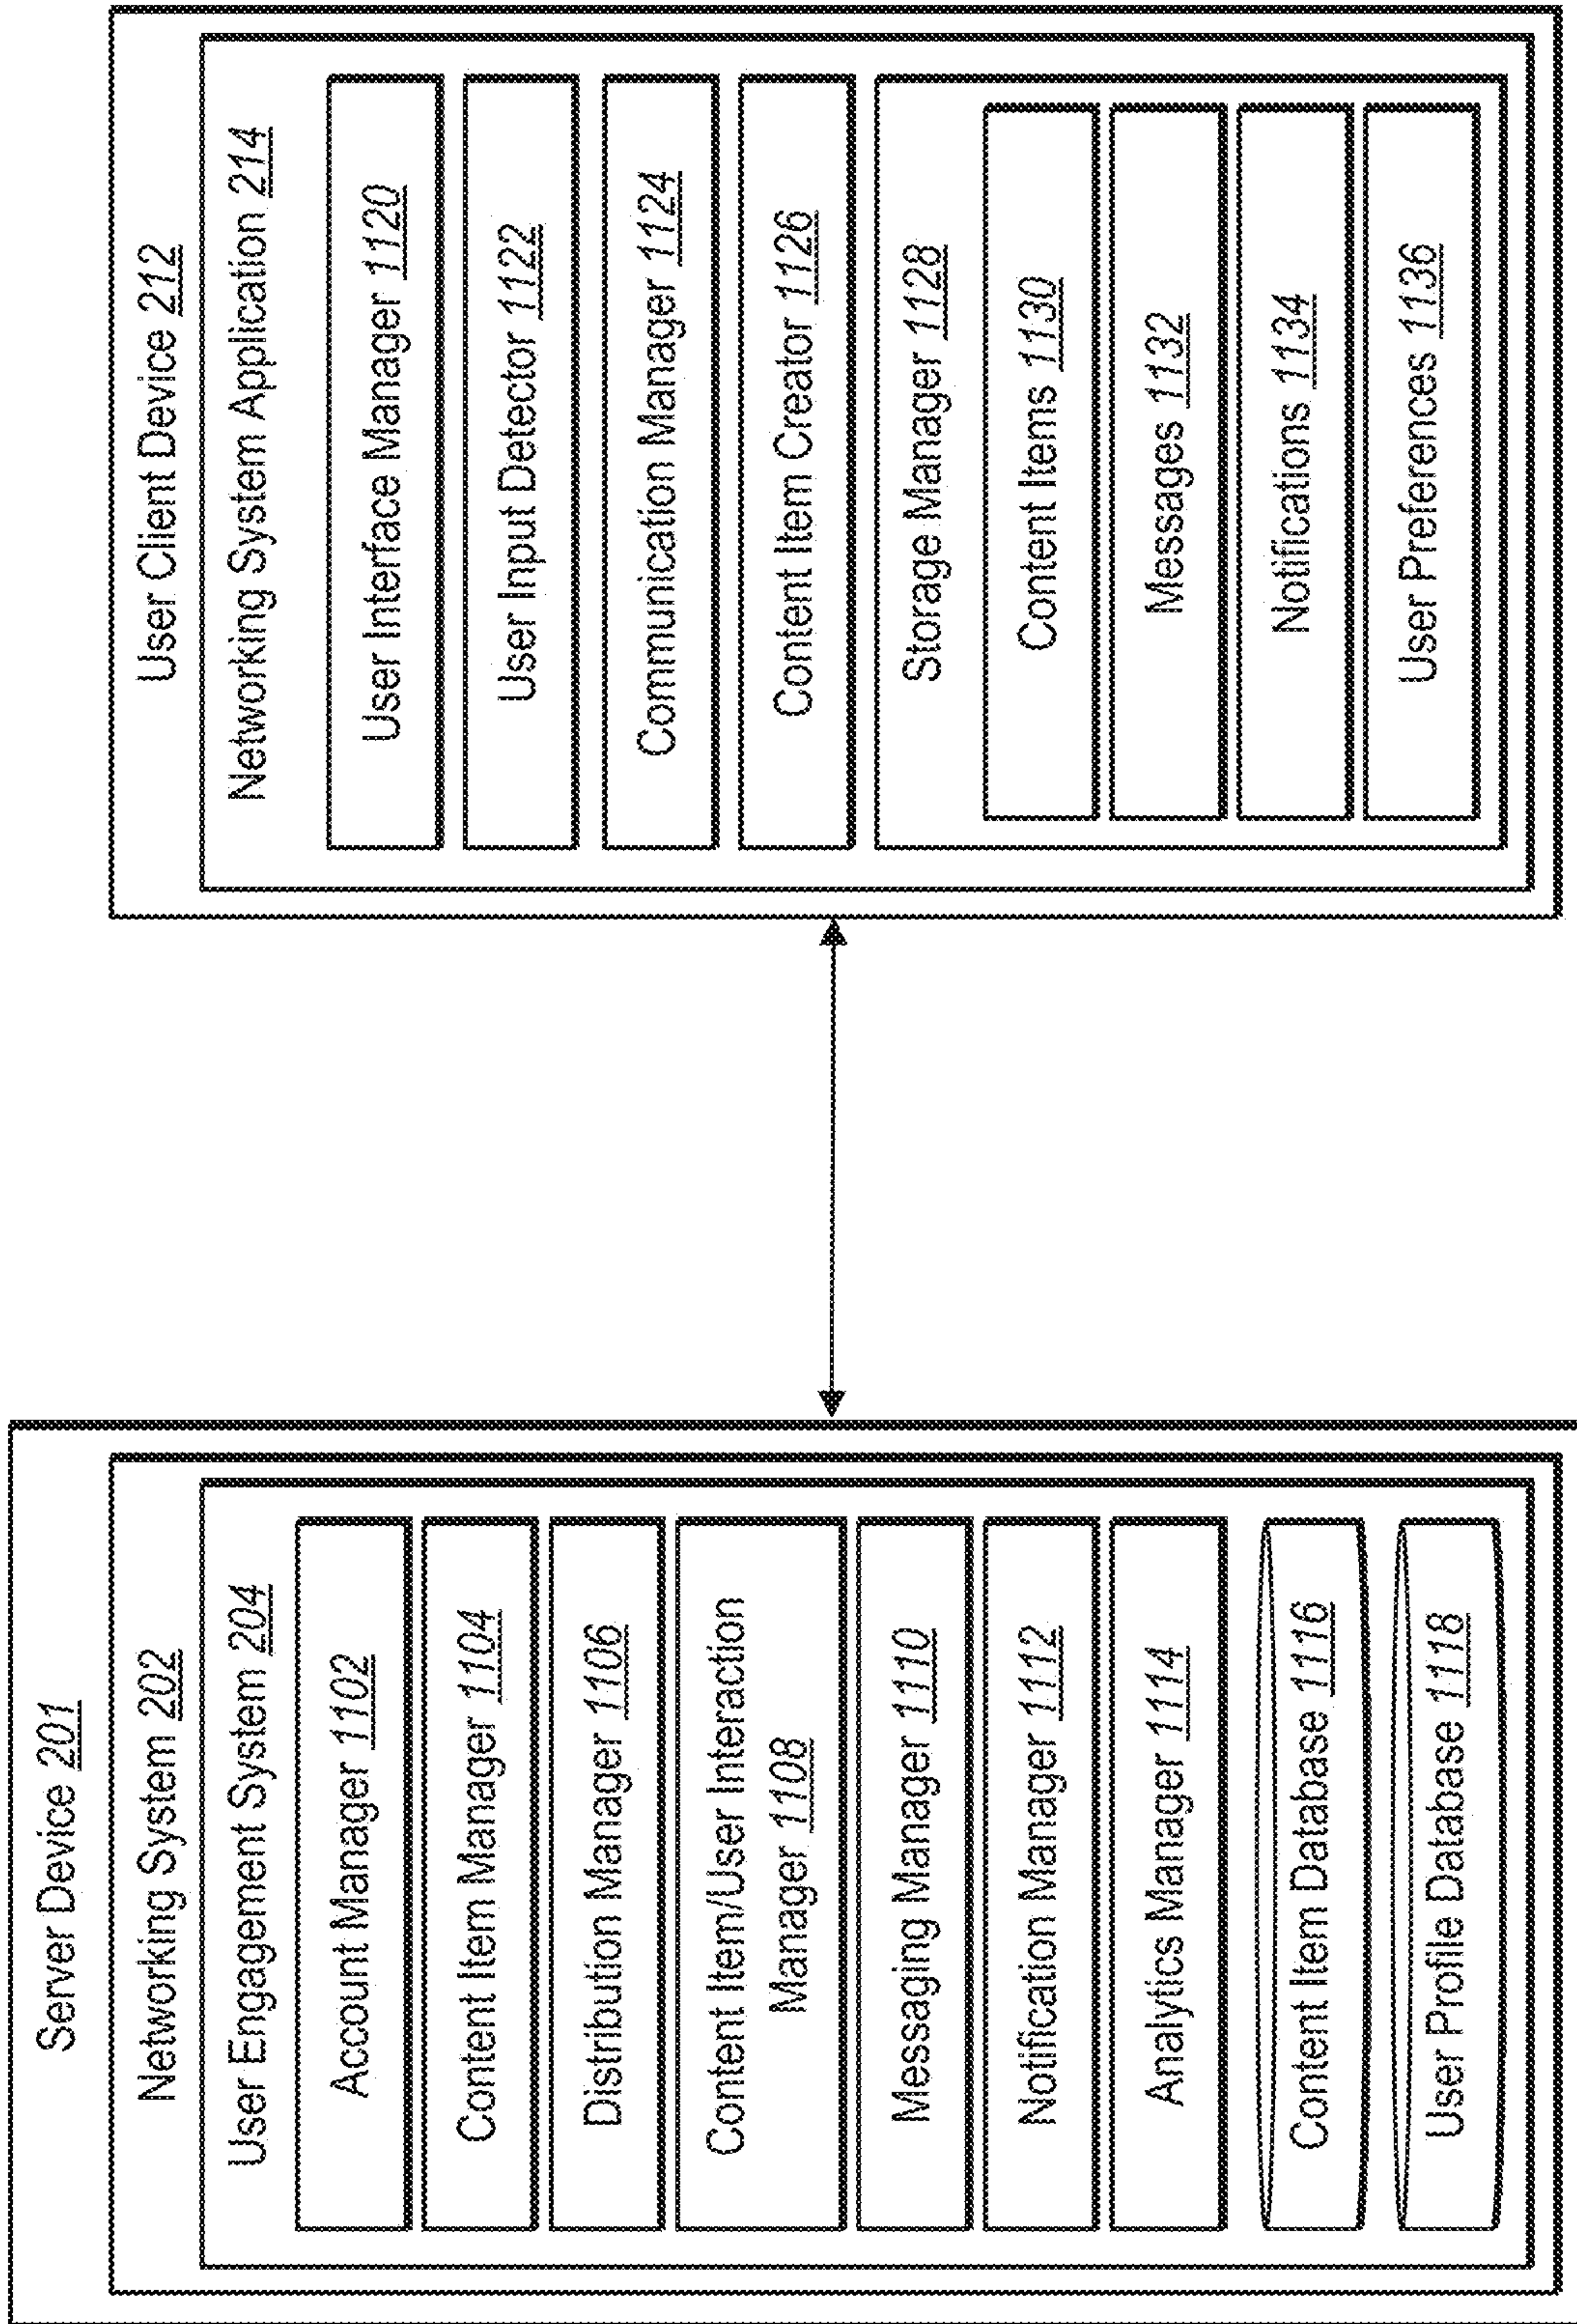 Server Device 201
Networking System 202
User Engagement System 204
Account Manager 1102
Content Item Manager 1104
Distribution Manager 1106
Content Item/User Interaction
Manager 1108
Messaging Manager 1110
Notification Manager 1112
Analytics Manager 1114
Content Item Database 1116
User Profile Database 1118
User Client Device 212
Networking System Application 214
User Interface Manager 1120
User Input Detector 1122
Communication Manager 1124
Content Item Creator 1126
Storage Manager 1128
Content Items 1130
Messages 1132
Notifications 1134
User Preferences 1136